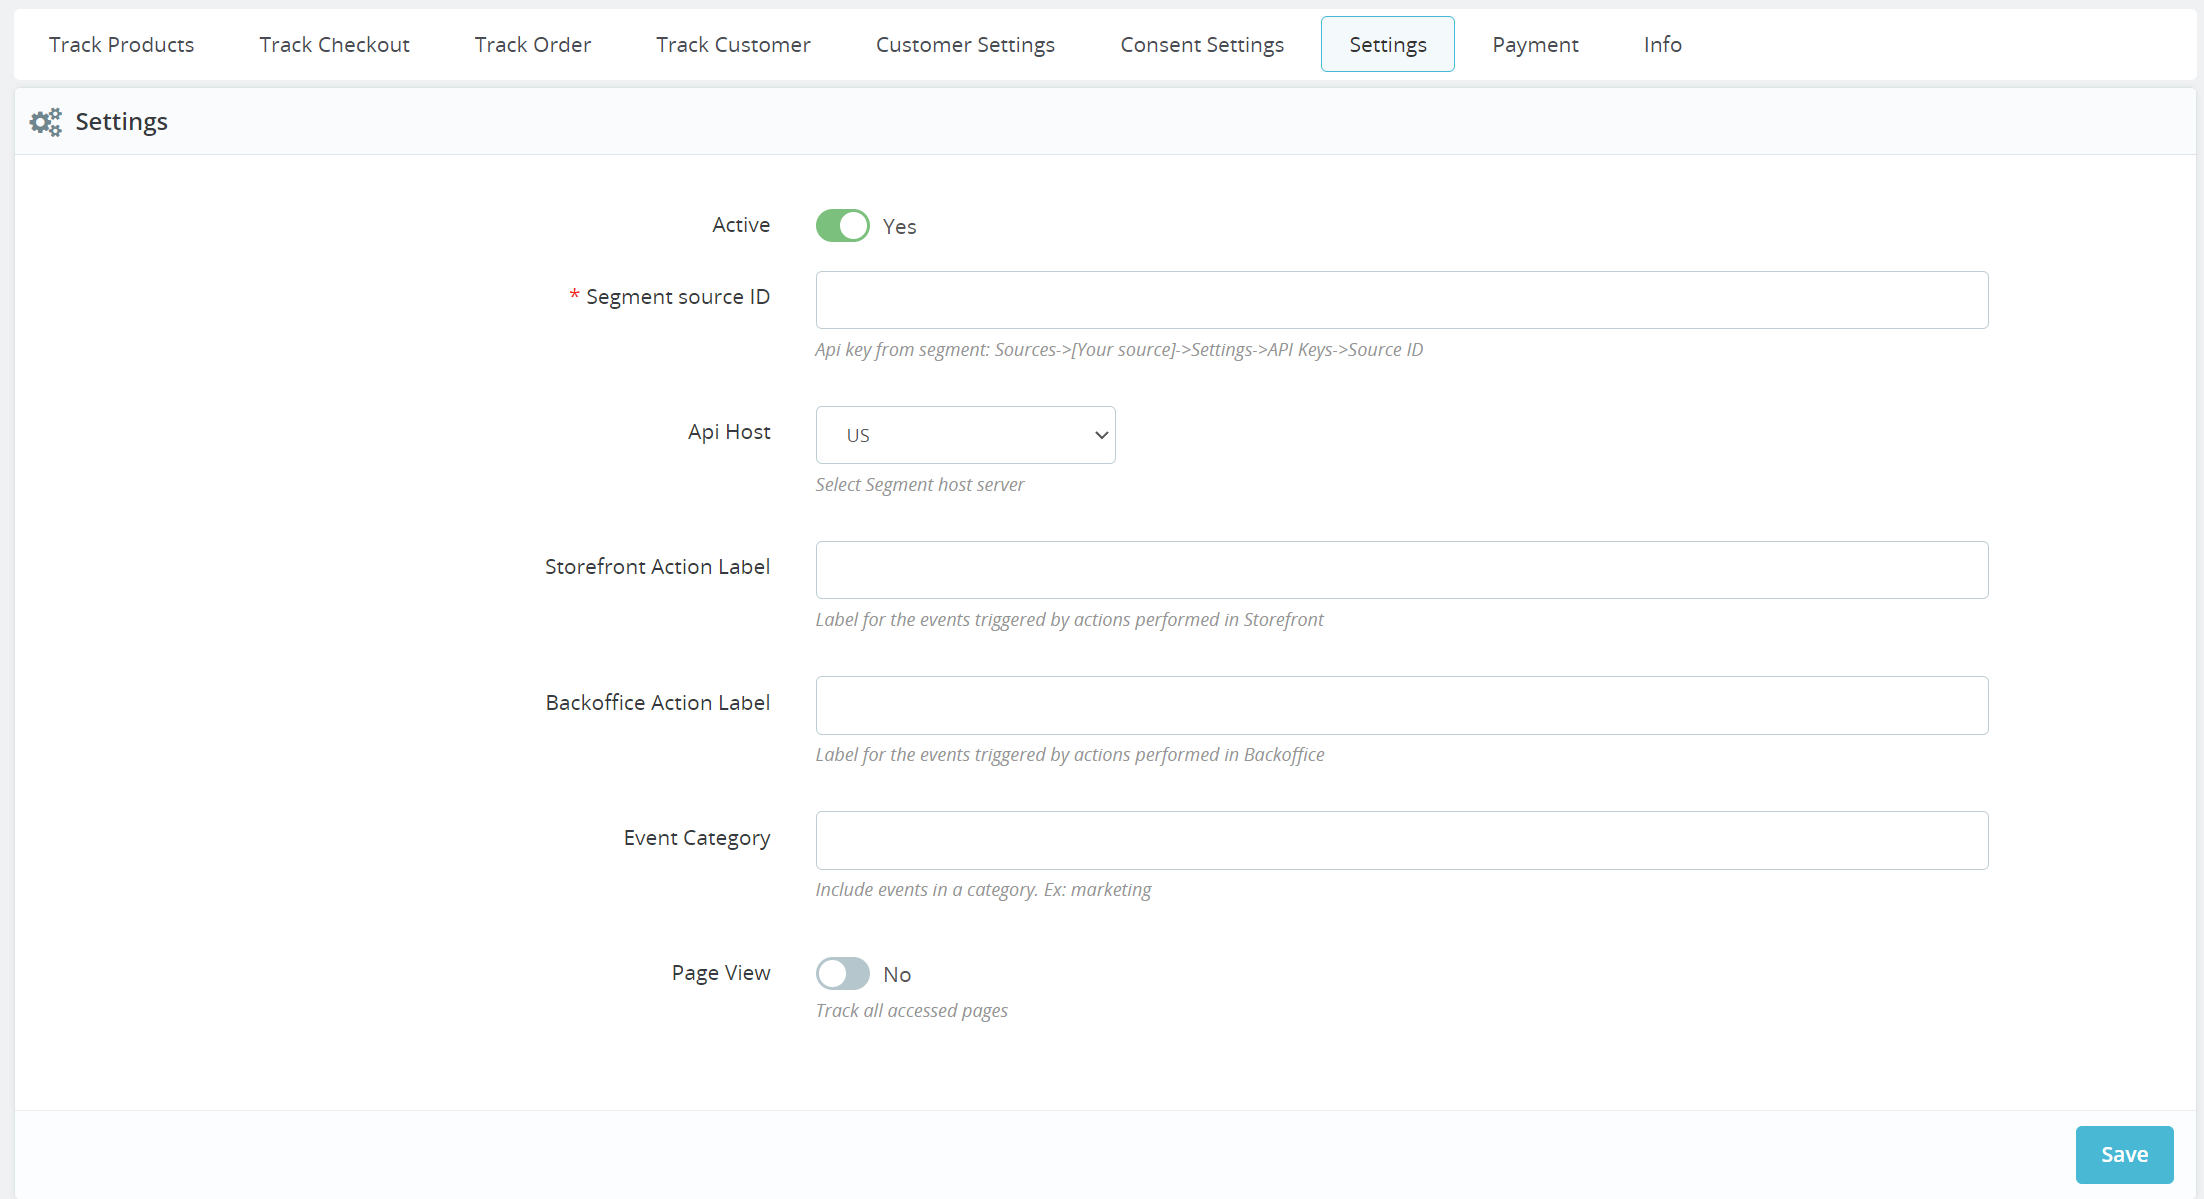 Track Products Track Checkout Track Order Track Customer Customer Settings Consent Settings Settings Payment Info
Settings
Active Yes
* Segment source ID
Api key from segment: Sources->[Your source]->Settings->API Keys->Source ID
Api Host US
Select Segment host server
Storefront Action Label
Label for the events triggered by actions performed in Storefront
Backoffice Action Label
Label for the events triggered by actions performed in Backoffice
Event Category
Include events in a category. Ex: marketing
Page View No
Track all accessed pages
Save